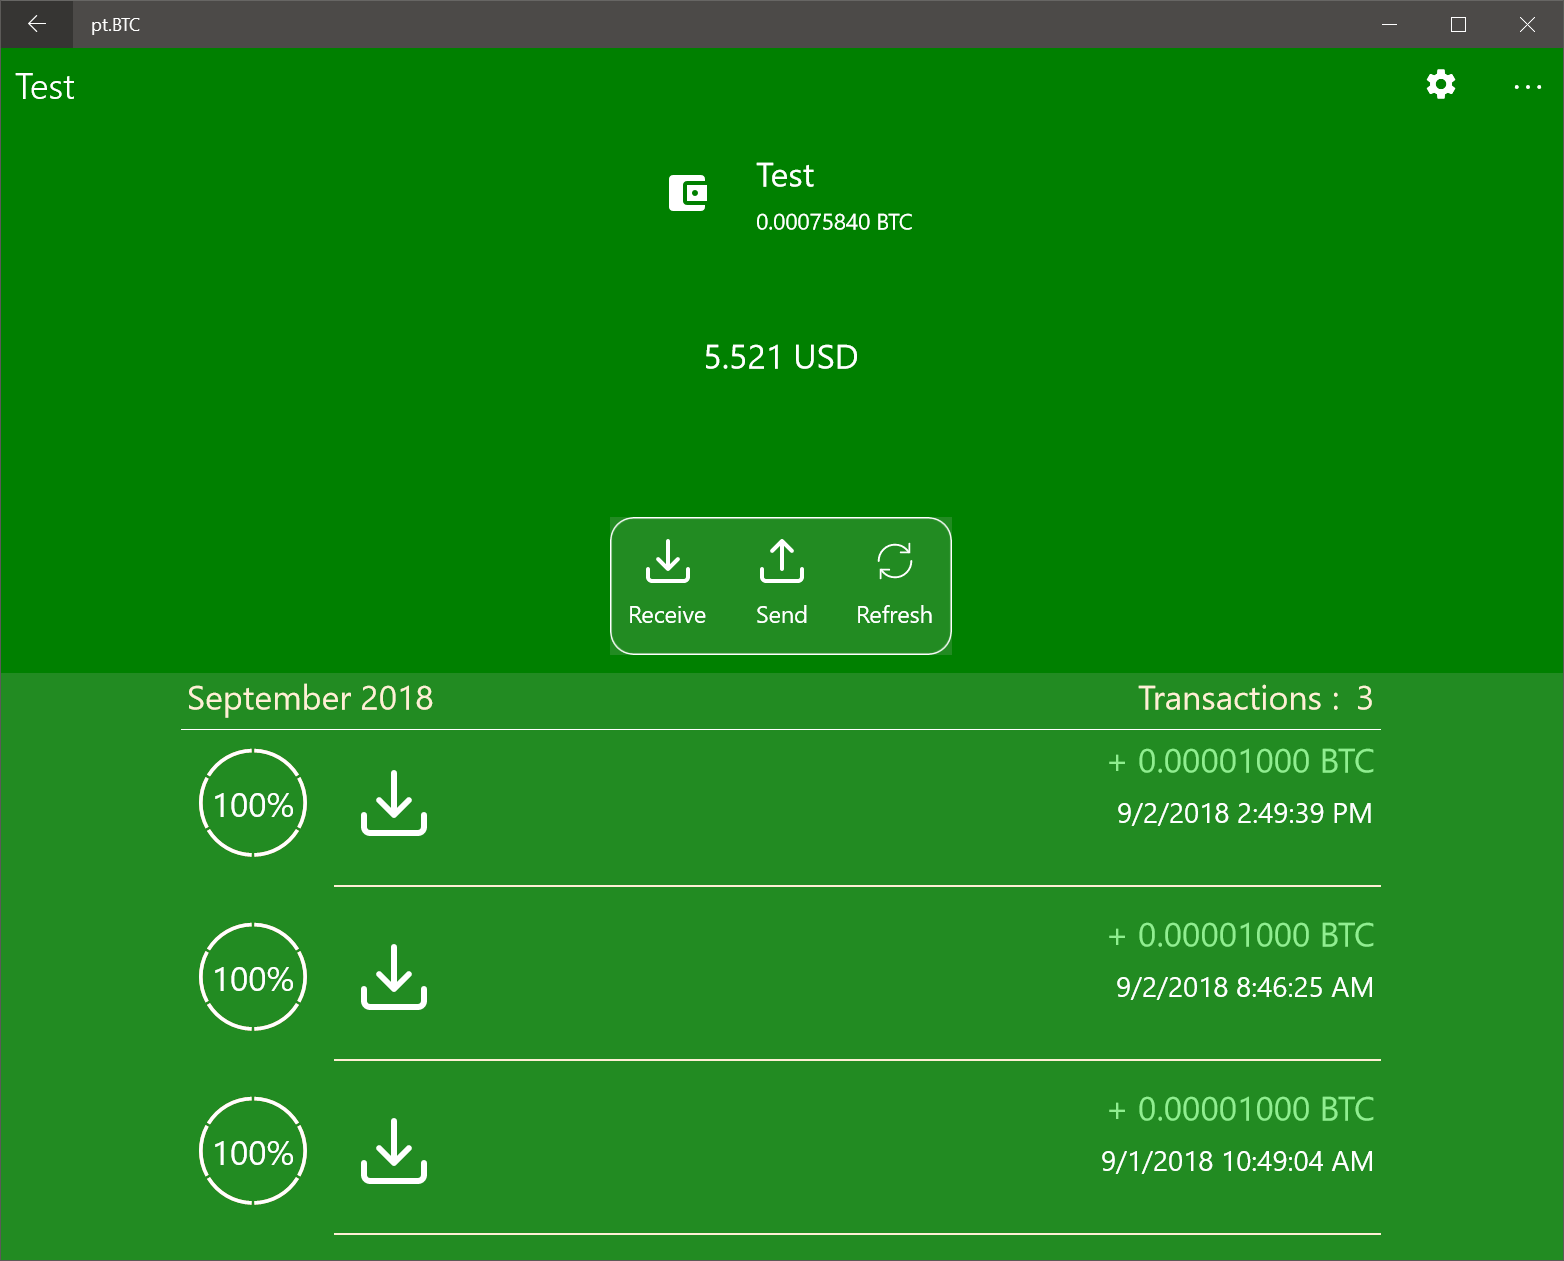 pt.BTC
Test
Test
0.00075840 BTC
5.521 USD
Receive Send Refresh
September 2018 Transactions : 3
100% + 0.00001000 BTC
9/2/2018 2:49:39 PM
100% + 0.00001000 BTC
9/2/2018 8:46:25 AM
100% + 0.00001000 BTC
9/1/2018 10:49:04 AM